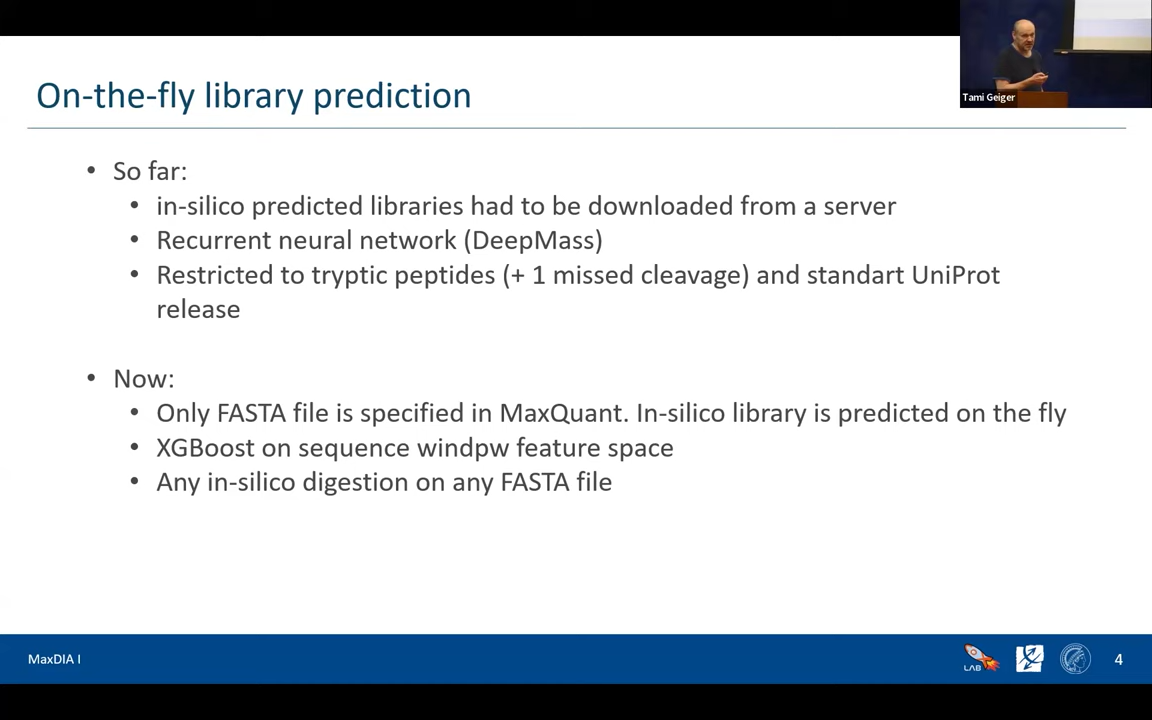 Tami Geiger
On-the-fly library prediction
• So far:
• in-silico predicted libraries had to be downloaded from a server
• Recurrent neural network (DeepMass)
• Restricted to tryptic peptides (+ 1 missed cleavage) and standart UniProt
release
• Now:
• Only FASTA file is specified in MaxQuant. In-silico library is predicted on the fly
• XGBoost on sequence windpw feature space
• Any in-silico digestion on any FASTA file
MaxDIA I
LAB
4